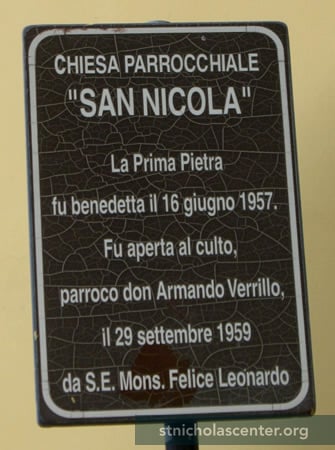 CHIESA PARROCCHIALE
"SAN NICOLA"
La Prima Pietra
fu benedetta il 16 giugno 1957.
Fu aperta al culto,
parroco don Armando Verrillo,
il 29 settembre 1959
da S.E. Mons. Felice Leonardo
stnicholascenter.org